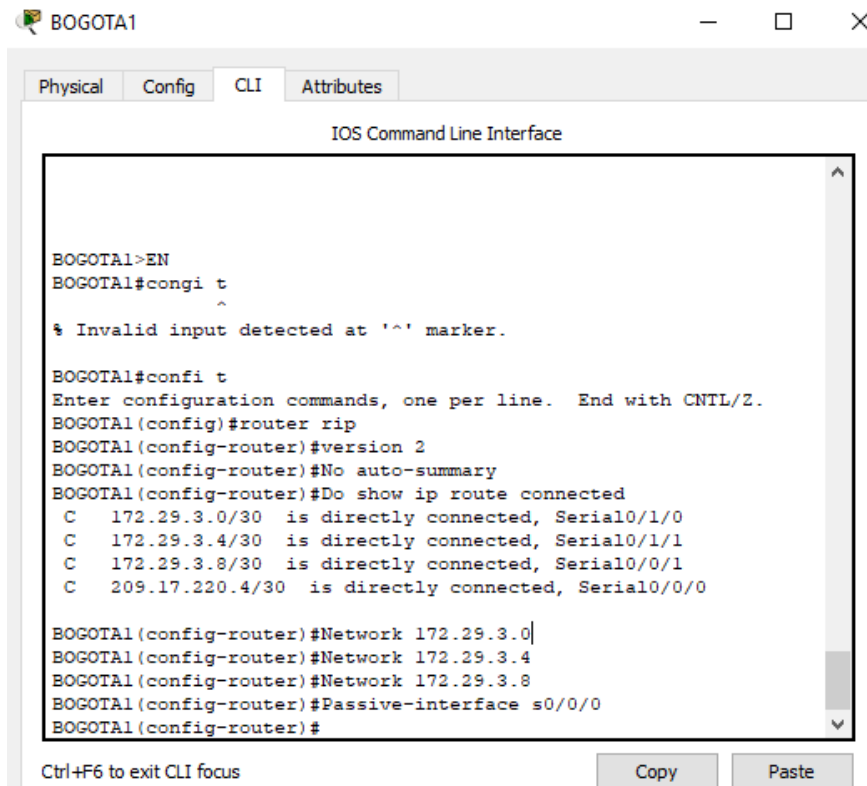 BOGOTA1
Physical Config CLI Attributes
IOS Command Line Interface
BOGOTA1>EN
BOGOTA1#congi t
^
% Invalid input detected at '^' marker.
BOGOTA1#confi t
Enter configuration commands, one per line.  End with CNTL/Z.
BOGOTA1(config)#router rip
BOGOTA1(config-router)#version 2
BOGOTA1(config-router)#No auto-summary
BOGOTA1(config-router)#Do show ip route connected
C   172.29.3.0/30  is directly connected, Serial0/1/0
C   172.29.3.4/30  is directly connected, Serial0/1/1
C   172.29.3.8/30  is directly connected, Serial0/0/1
C   209.17.220.4/30  is directly connected, Serial0/0/0
BOGOTA1(config-router)#Network 172.29.3.0
BOGOTA1(config-router)#Network 172.29.3.4
BOGOTA1(config-router)#Network 172.29.3.8
BOGOTA1(config-router)#Passive-interface s0/0/0
BOGOTA1(config-router)#
Ctrl+F6 to exit CLI focus Copy Paste